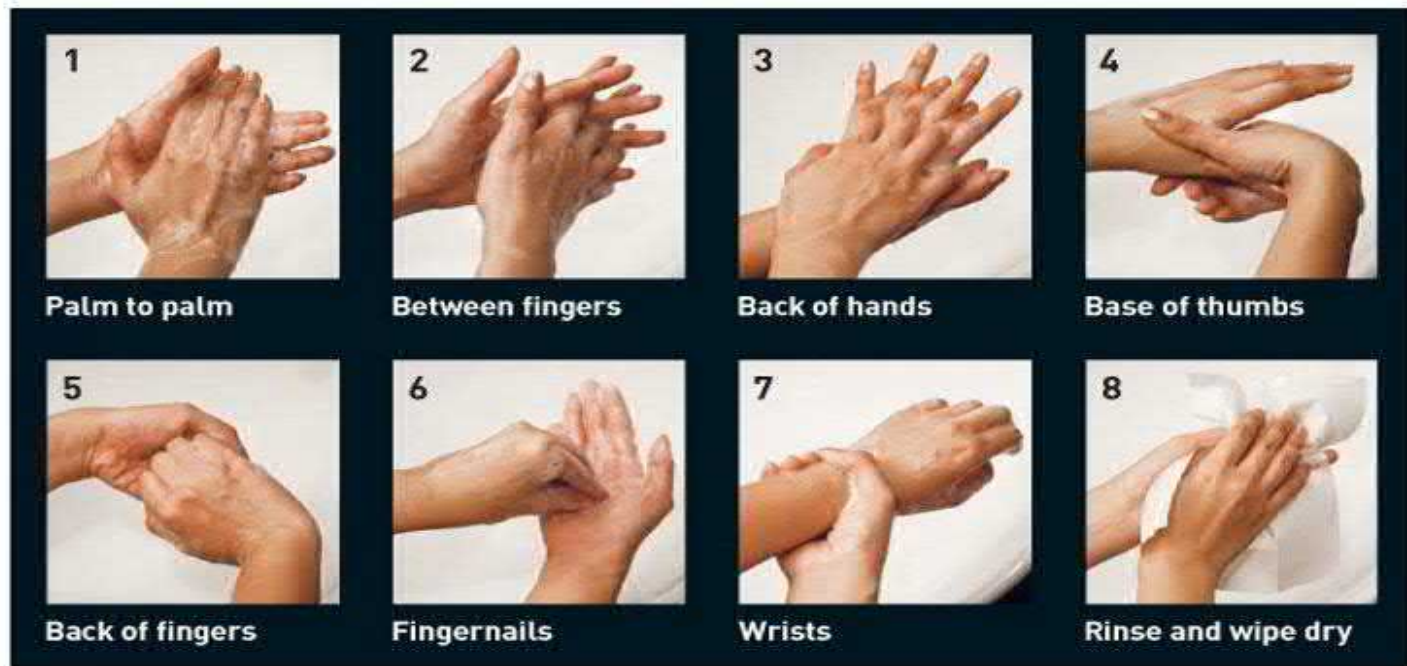 1
Palm to palm
2
Between fingers
3
Back of hands
4
Base of thumbs
5
Back of fingers
6
Fingernails
7
Wrists
8
Rinse and wipe dry